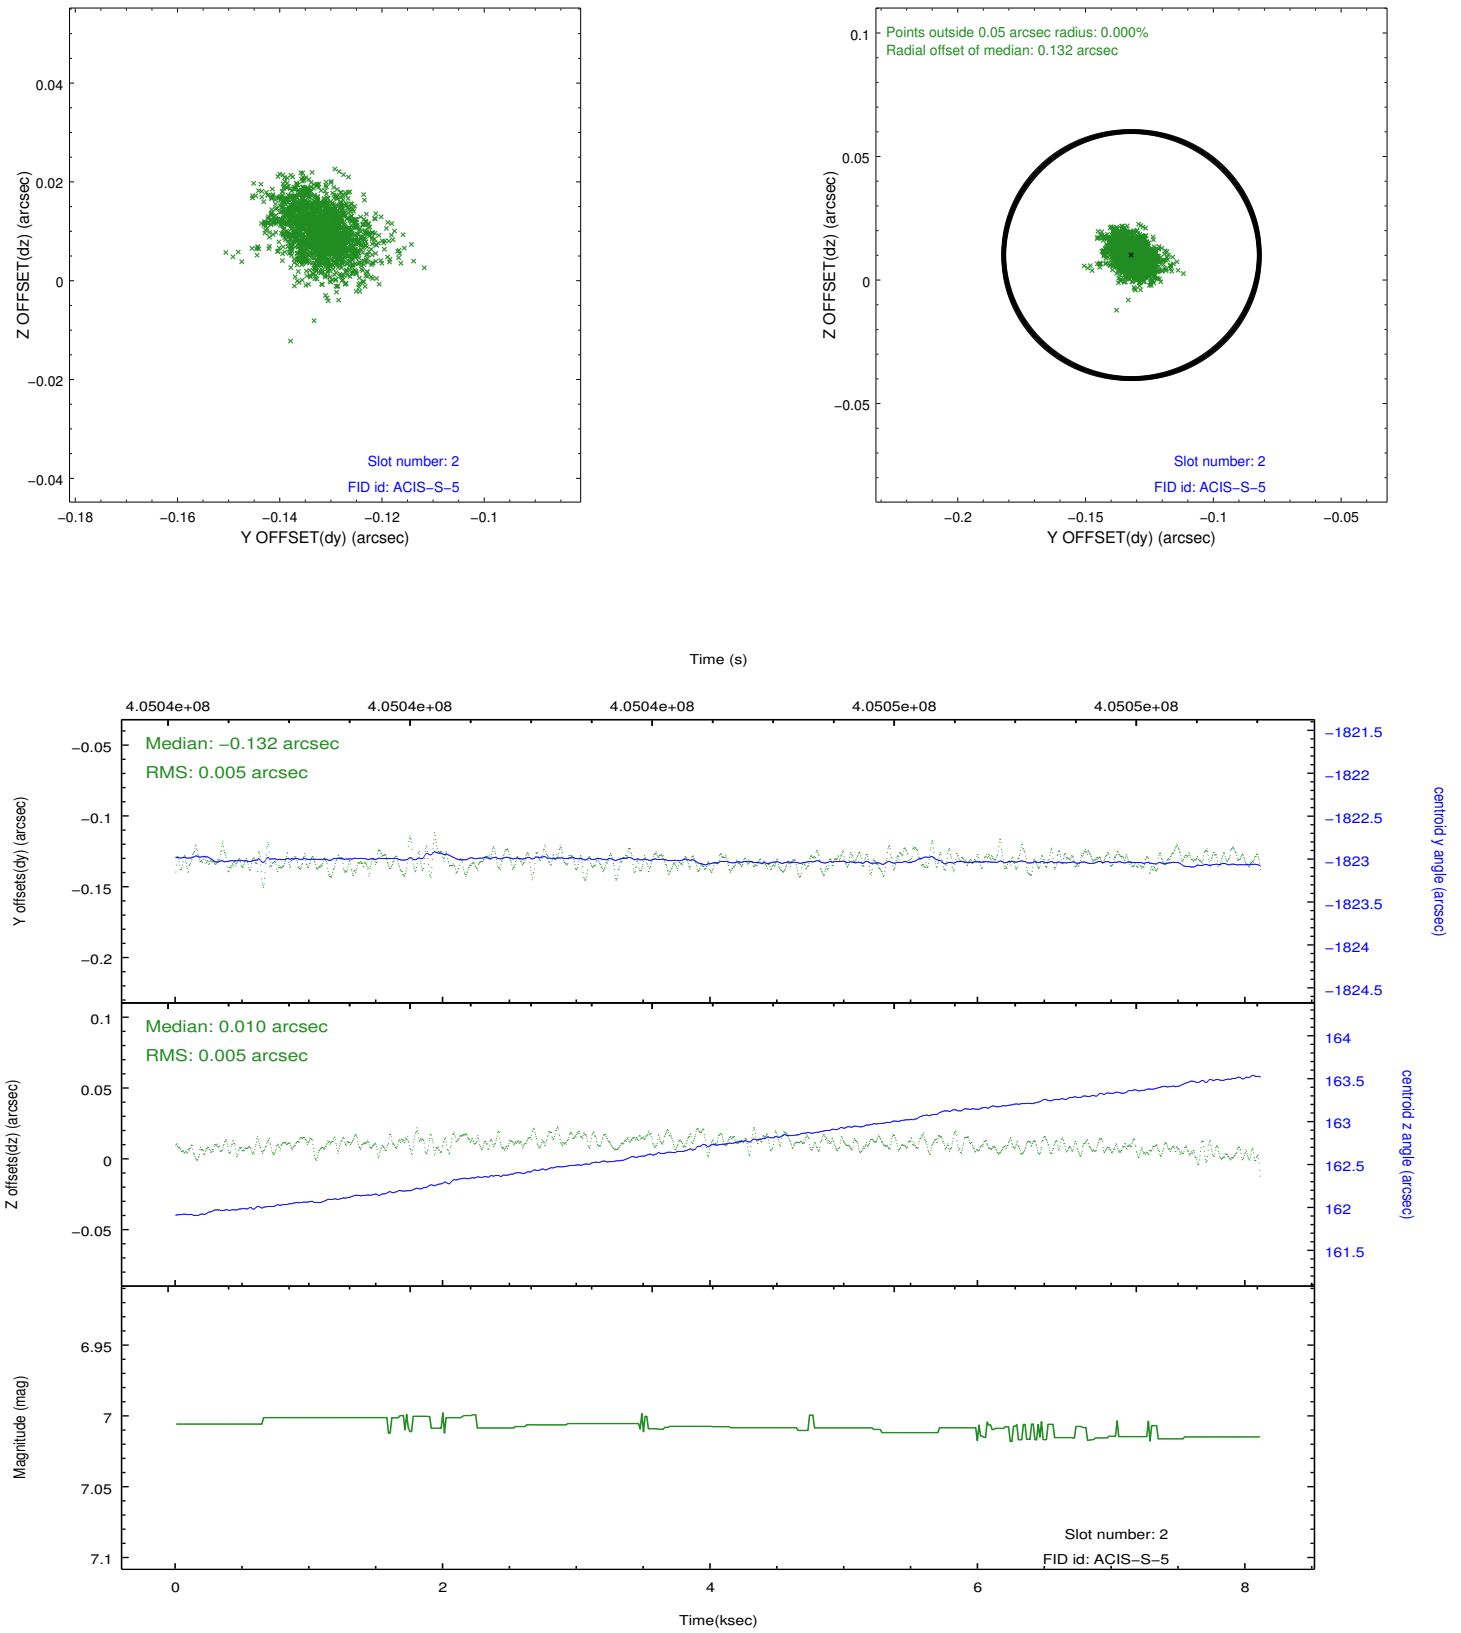 0.04
0.02
0
−0.02
−0.04
Z OFFSET(dz) (arcsec)
Slot number: 2
FID id: ACIS−S−5
−0.18
−0.16
−0.14
−0.12
−0.1
Y OFFSET(dy) (arcsec)
Points outside 0.05 arcsec radius: 0.000%
Radial offset of median: 0.132 arcsec
0.1
0.05
0
−0.05
Z OFFSET(dz) (arcsec)
Slot number: 2
FID id: ACIS−S−5
−0.2
−0.15
−0.1
−0.05
Y OFFSET(dy) (arcsec)
Time (s)
4.0504e+08
4.0504e+08
4.0504e+08
4.0505e+08
4.0505e+08
Median: −0.132 arcsec
RMS: 0.005 arcsec
−0.05
−0.1
−0.15
−0.2
Y offsets(dy) (arcsec)
−1821.5
−1822
−1822.5
−1823
−1823.5
−1824
−1824.5
centroid y angle (arcsec)
Median: 0.010 arcsec
RMS: 0.005 arcsec
0.1
0.05
0
−0.05
Z offsets(dz) (arcsec)
164
163.5
163
162.5
162
161.5
centroid z angle (arcsec)
6.95
7
7.05
7.1
Magnitude (mag)
Slot number: 2
FID id: ACIS−S−5
0
2
4
6
8
Time(ksec)